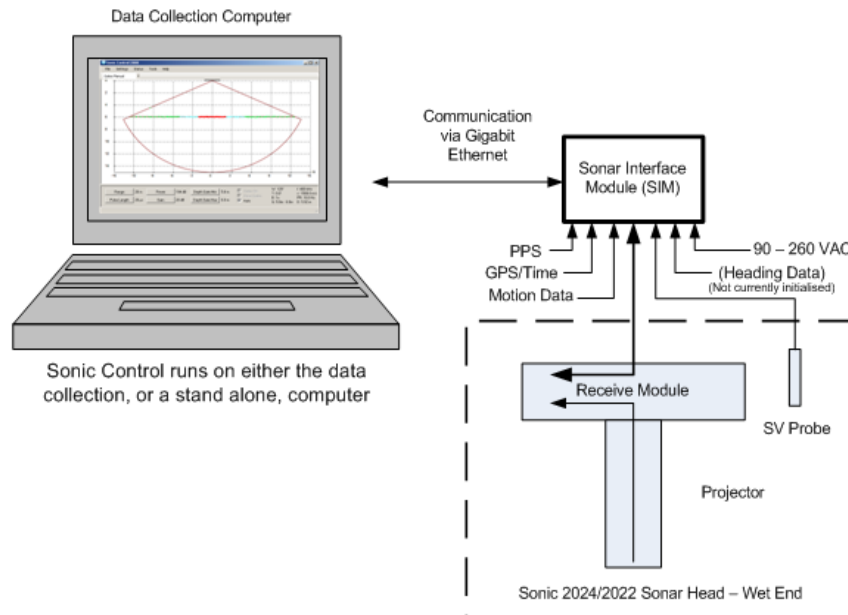 Data Collection Computer
Communication
via Gigabit
Ethernet
Sonar Interface
Module (SIM)
PPS
90 – 260 VAC
GPS/Time
(Heading Data)
(Not currently initialised)
Motion Data
Sonic Control runs on either the data
collection, or a stand alone, computer
Receive Module
SV Probe
Projector
Sonic 2024/2022 Sonar Head – Wet End